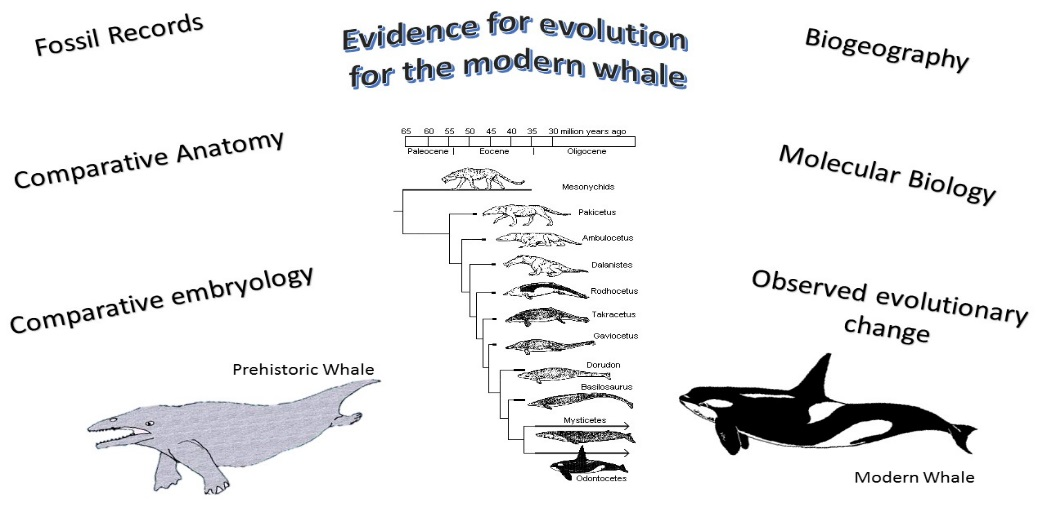 Evidence for evolution
for the modern whale
Fossil Records
Biogeography
Comparative Anatomy
Molecular Biology
Comparative embryology
Observed evolutionary
change
65 60 55 50 45 40 35 30 million years ago
Paleocene Eocene Oligocene
Mesonychids
Pakicetus
Ambulocetus
Dalanistes
Rodhocetus
Takracetus
Gaviocetus
Dorudon
Basilosaurus
Mysticetes
Odontocetes
Prehistoric Whale
Modern Whale